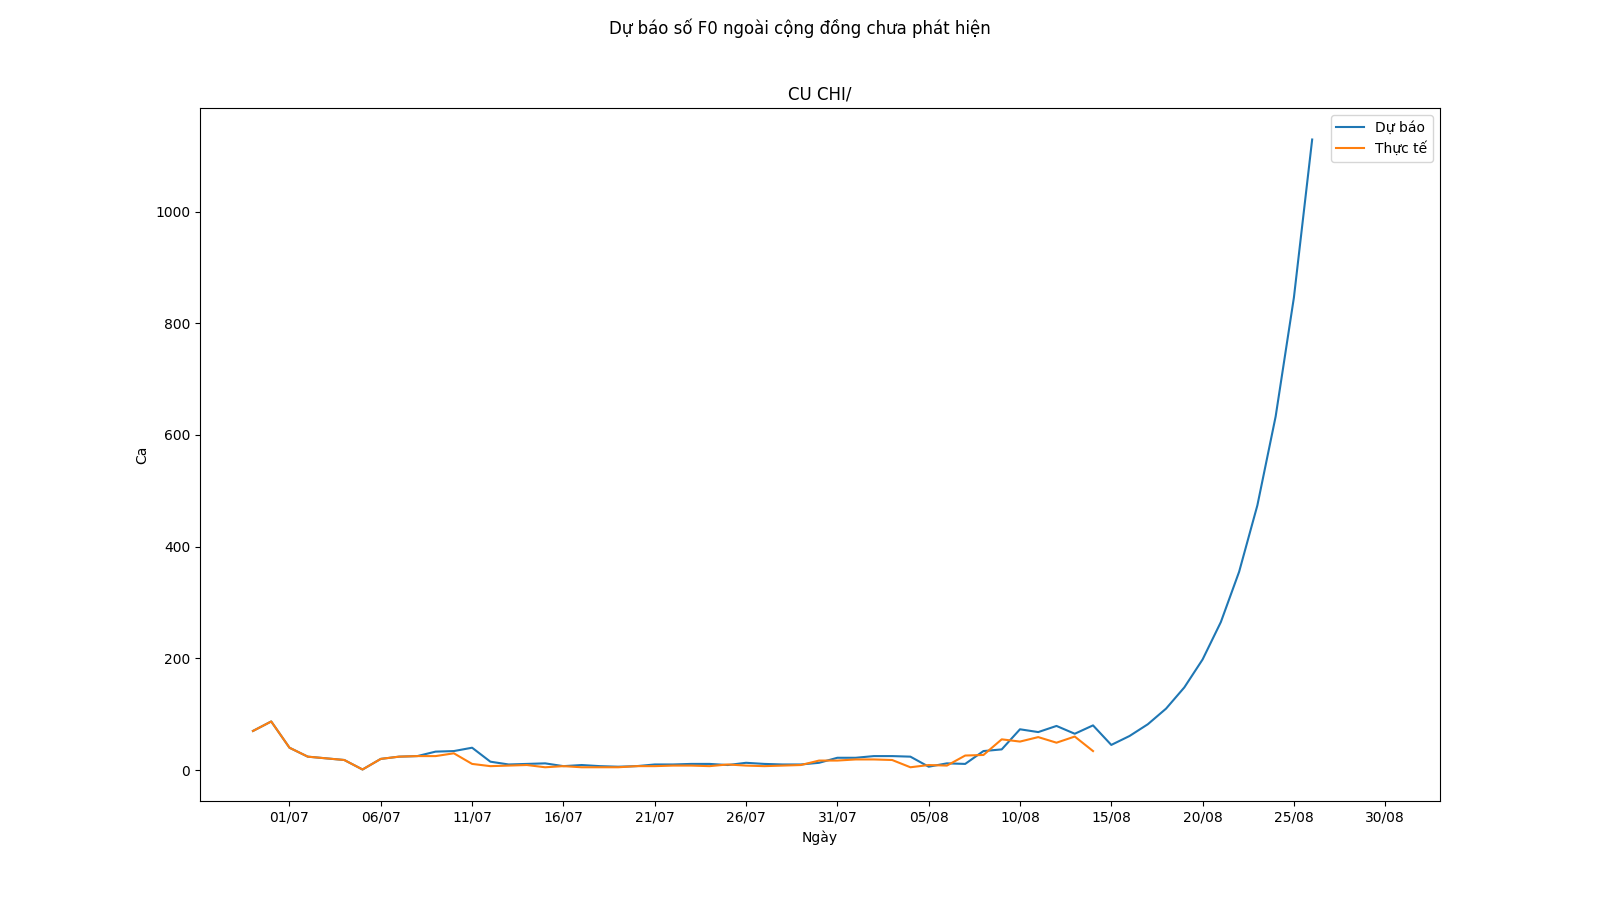 Dự báo số F0 ngoài cộng đồng chưa phát hiện
CU CHI/
Dự báo
Thực tế
1000
800
600
400
200
0
Ca
01/07 06/07 11/07 16/07 21/07 26/07 31/07 05/08 10/08 15/08 20/08 25/08 30/08
Ngày